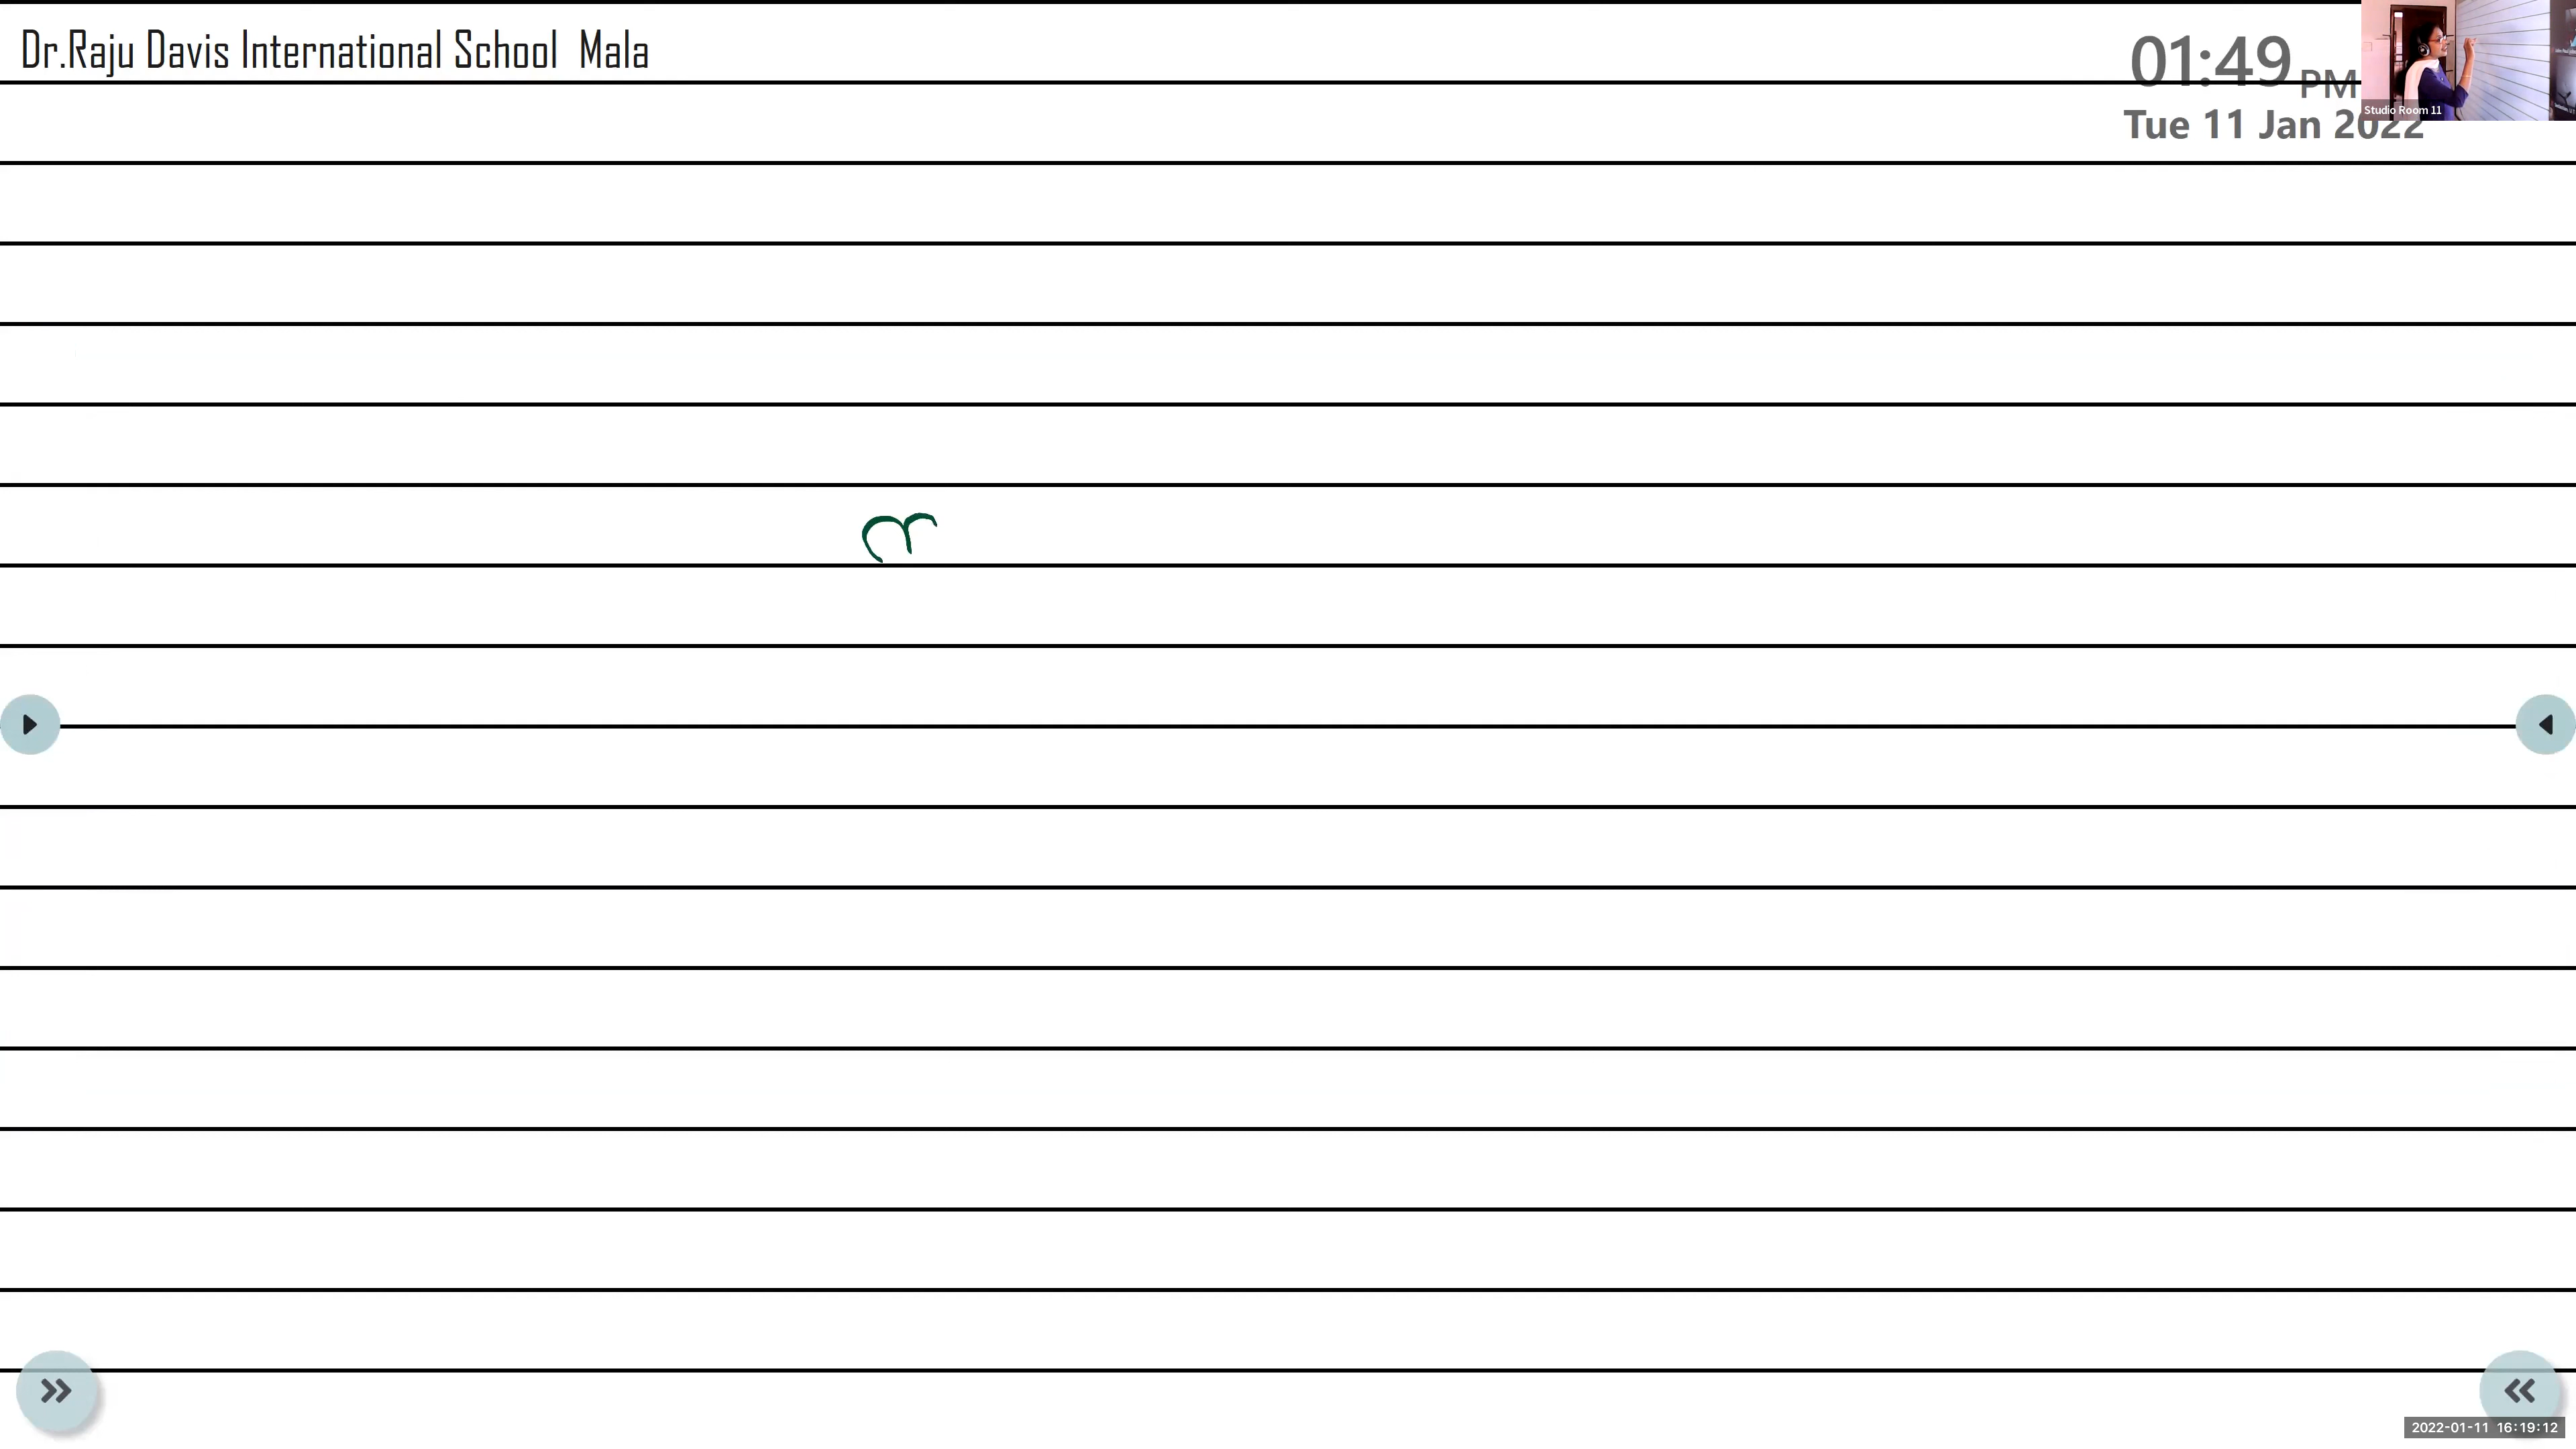 Dr.Raju Davis International School Mala
01:49 PM
Tue 11 Jan 2022
Studio Room 11
2022-01-11 16:19:12